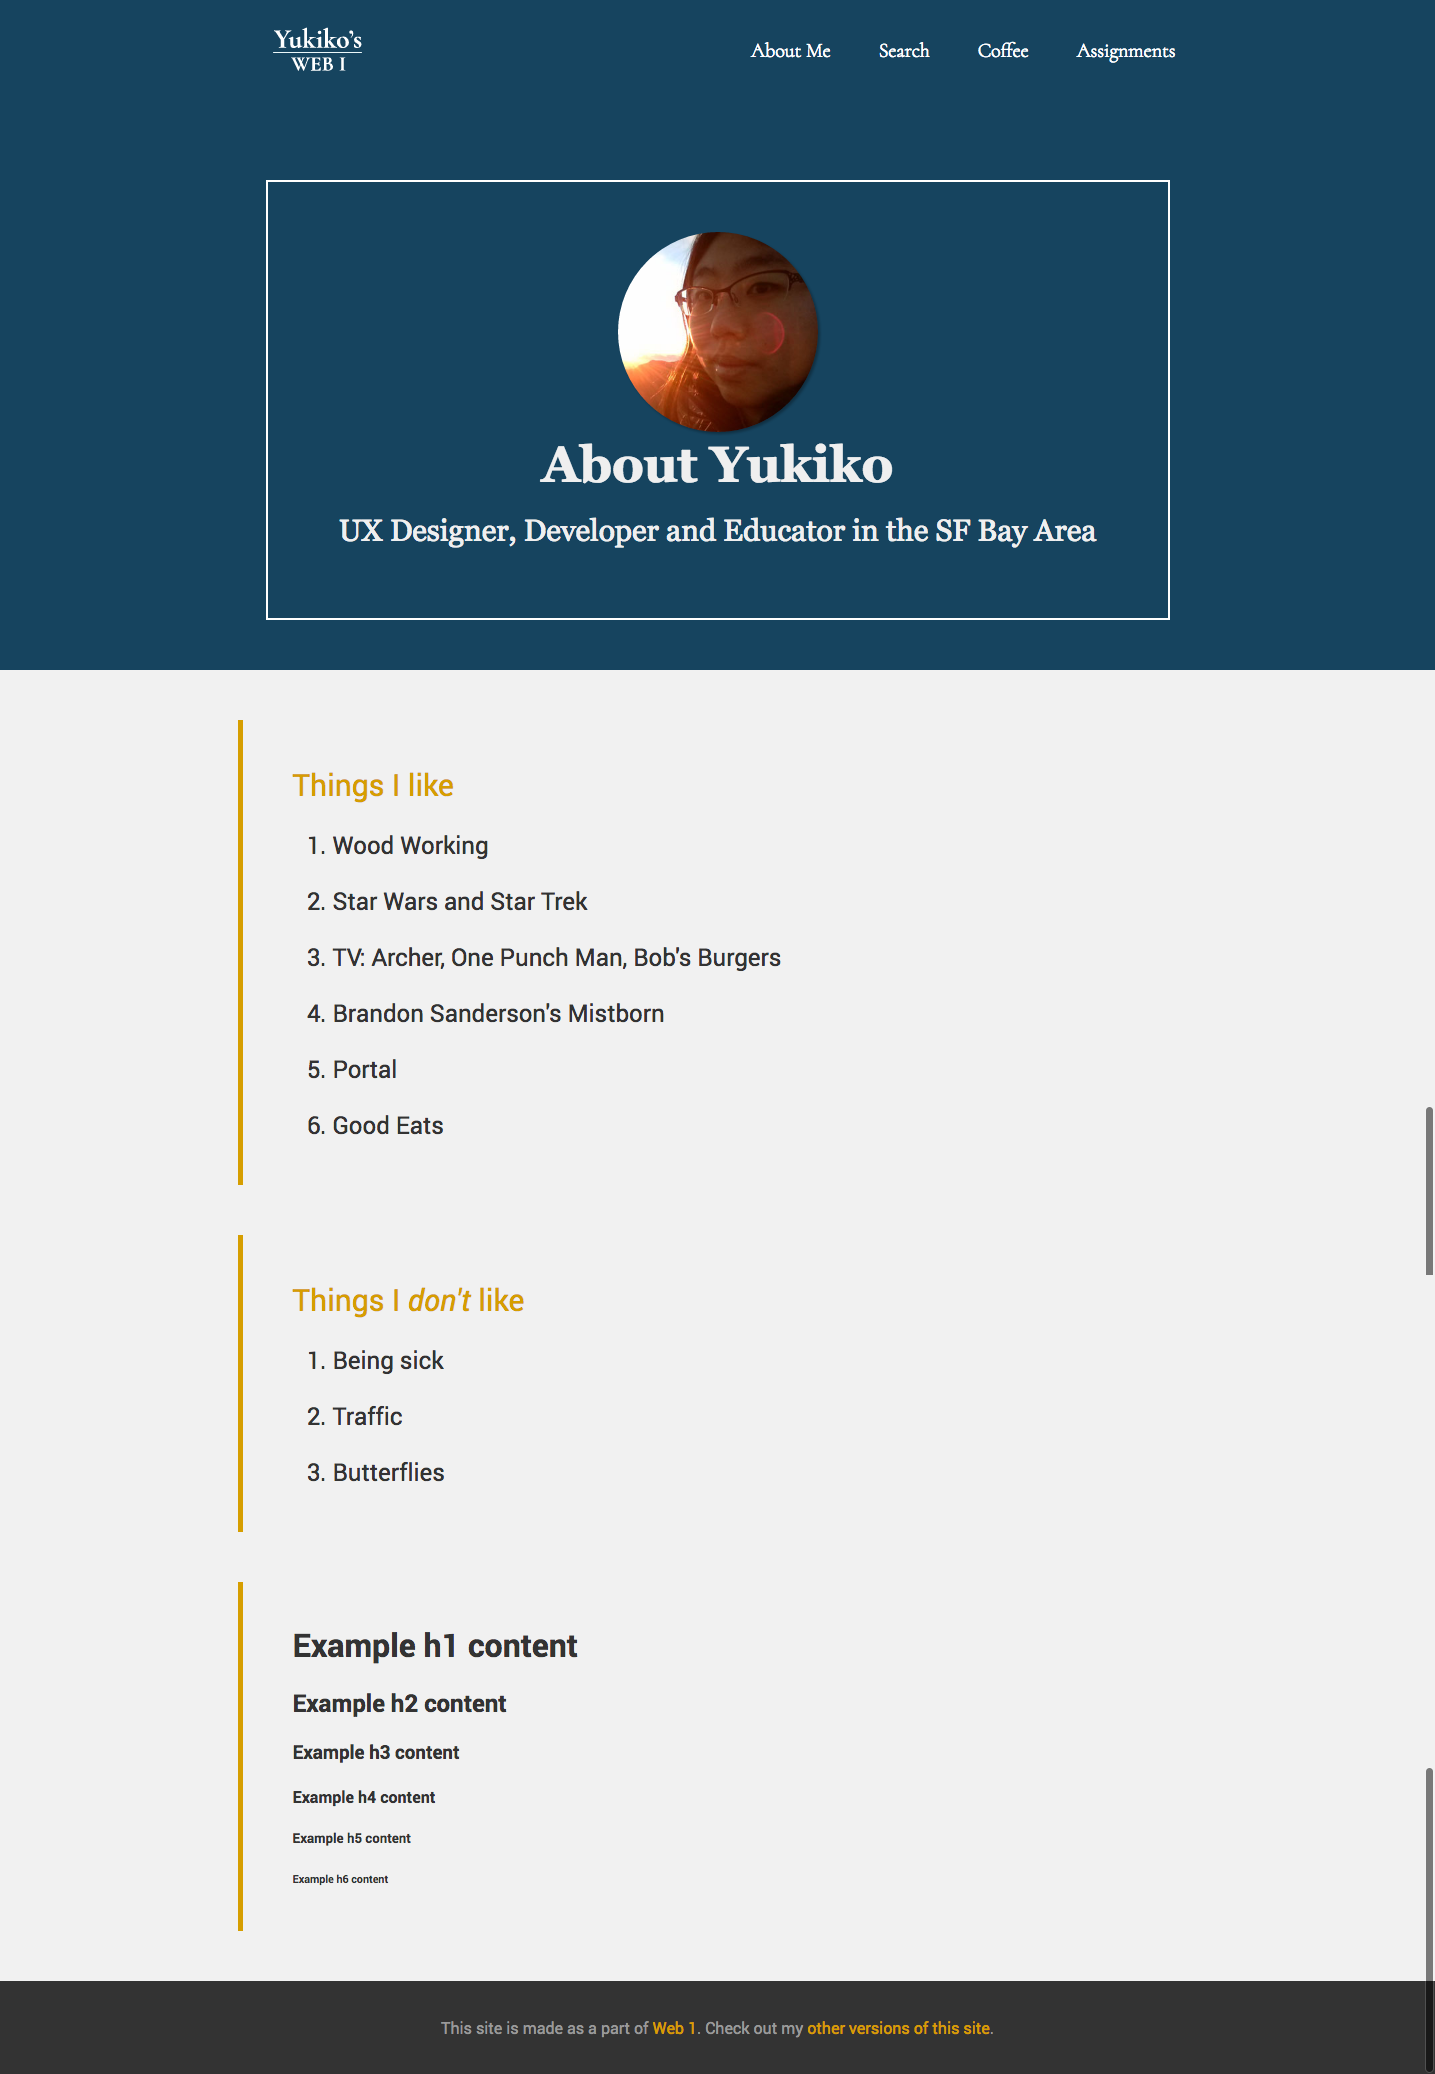 Yukiko’s
WEB I
About Me Search Coffee Assignments
About Yukiko
UX Designer, Developer and Educator in the SF Bay Area
Things I like
1. Wood Working
2. Star Wars and Star Trek
3. TV: Archer, One Punch Man, Bob's Burgers
4. Brandon Sanderson's Mistborn
5. Portal
6. Good Eats
Things I don't like
1. Being sick
2. Traffic
3. Butterflies
Example h1 content
Example h2 content
Example h3 content
Example h4 content
Example h5 content
Example h6 content
This site is made as a part of Web 1. Check out my other versions of this site.